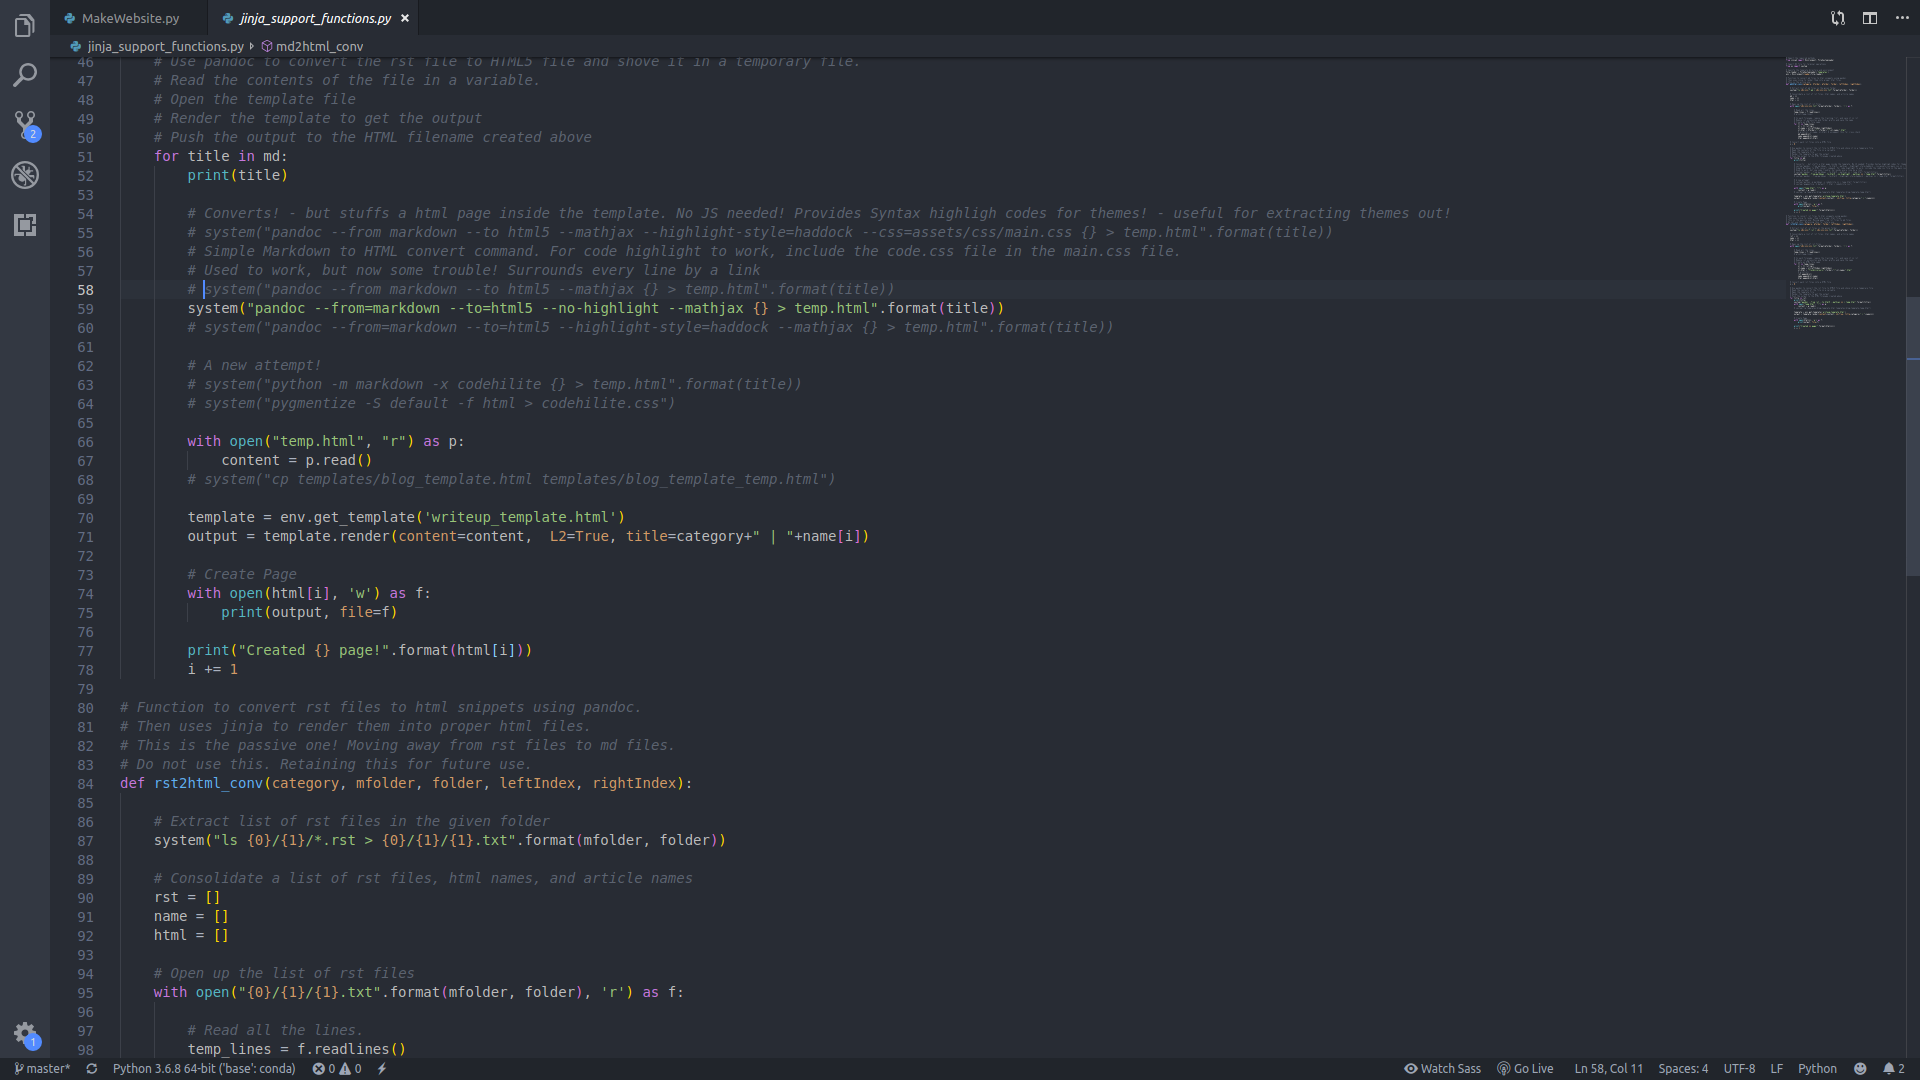 MakeWebsite.py
jinja_support_functions.py ×
jinja_support_functions.py md2html_conv
46 # Use pandoc to convert the rst file to HTML5 file and shove it in a temporary file.
47 # Read the contents of the file in a variable.
48 # Open the template file
49 # Render the template to get the output
50 # Push the output to the HTML filename created above
51 for title in md:
52 print(title)
53
54 # Converts! - but stuffs a html page inside the template. No JS needed! Provides Syntax highligh codes for themes! - useful for extracting themes out!
55 # system("pandoc --from markdown --to html5 --mathjax --highlight-style=haddock --css=assets/css/main.css {} > temp.html".format(title))
56 # Simple Markdown to HTML convert command. For code highlight to work, include the code.css file in the main.css file.
57 # Used to work, but now some trouble! Surrounds every line by a link
58 # system("pandoc --from markdown --to html5 --mathjax {} > temp.html".format(title))
59 system("pandoc --from=markdown --to=html5 --no-highlight --mathjax {} > temp.html".format(title))
60 # system("pandoc --from=markdown --to=html5 --highlight-style=haddock --mathjax {} > temp.html".format(title))
61
62 # A new attempt!
63 # system("python -m markdown -x codehilite {} > temp.html".format(title))
64 # system("pygmentize -S default -f html > codehilite.css")
65
66 with open("temp.html", "r") as p:
67 content = p.read()
68 # system("cp templates/blog_template.html templates/blog_template_temp.html")
69
70 template = env.get_template('writeup_template.html')
71 output = template.render(content=content,  L2=True, title=category+" | "+name[i])
72
73 # Create Page
74 with open(html[i], 'w') as f:
75 print(output, file=f)
76
77 print("Created {} page!".format(html[i]))
78 i += 1
79
80 # Function to convert rst files to html snippets using pandoc.
81 # Then uses jinja to render them into proper html files.
82 # This is the passive one! Moving away from rst files to md files.
83 # Do not use this. Retaining this for future use.
84 def rst2html_conv(category, mfolder, folder, leftIndex, rightIndex):
85
86 # Extract list of rst files in the given folder
87 system("ls {0}/{1}/*.rst > {0}/{1}/{1}.txt".format(mfolder, folder))
88
89 # Consolidate a list of rst files, html names, and article names
90 rst = []
91 name = []
92 html = []
93
94 # Open up the list of rst files
95 with open("{0}/{1}/{1}.txt".format(mfolder, folder), 'r') as f:
96
97 # Read all the lines.
98 temp_lines = f.readlines()
2
1
master* Python 3.6.8 64-bit ('base': conda) 0 0 Watch Sass Go Live Ln 58, Col 11 Spaces: 4 UTF-8 LF Python 2